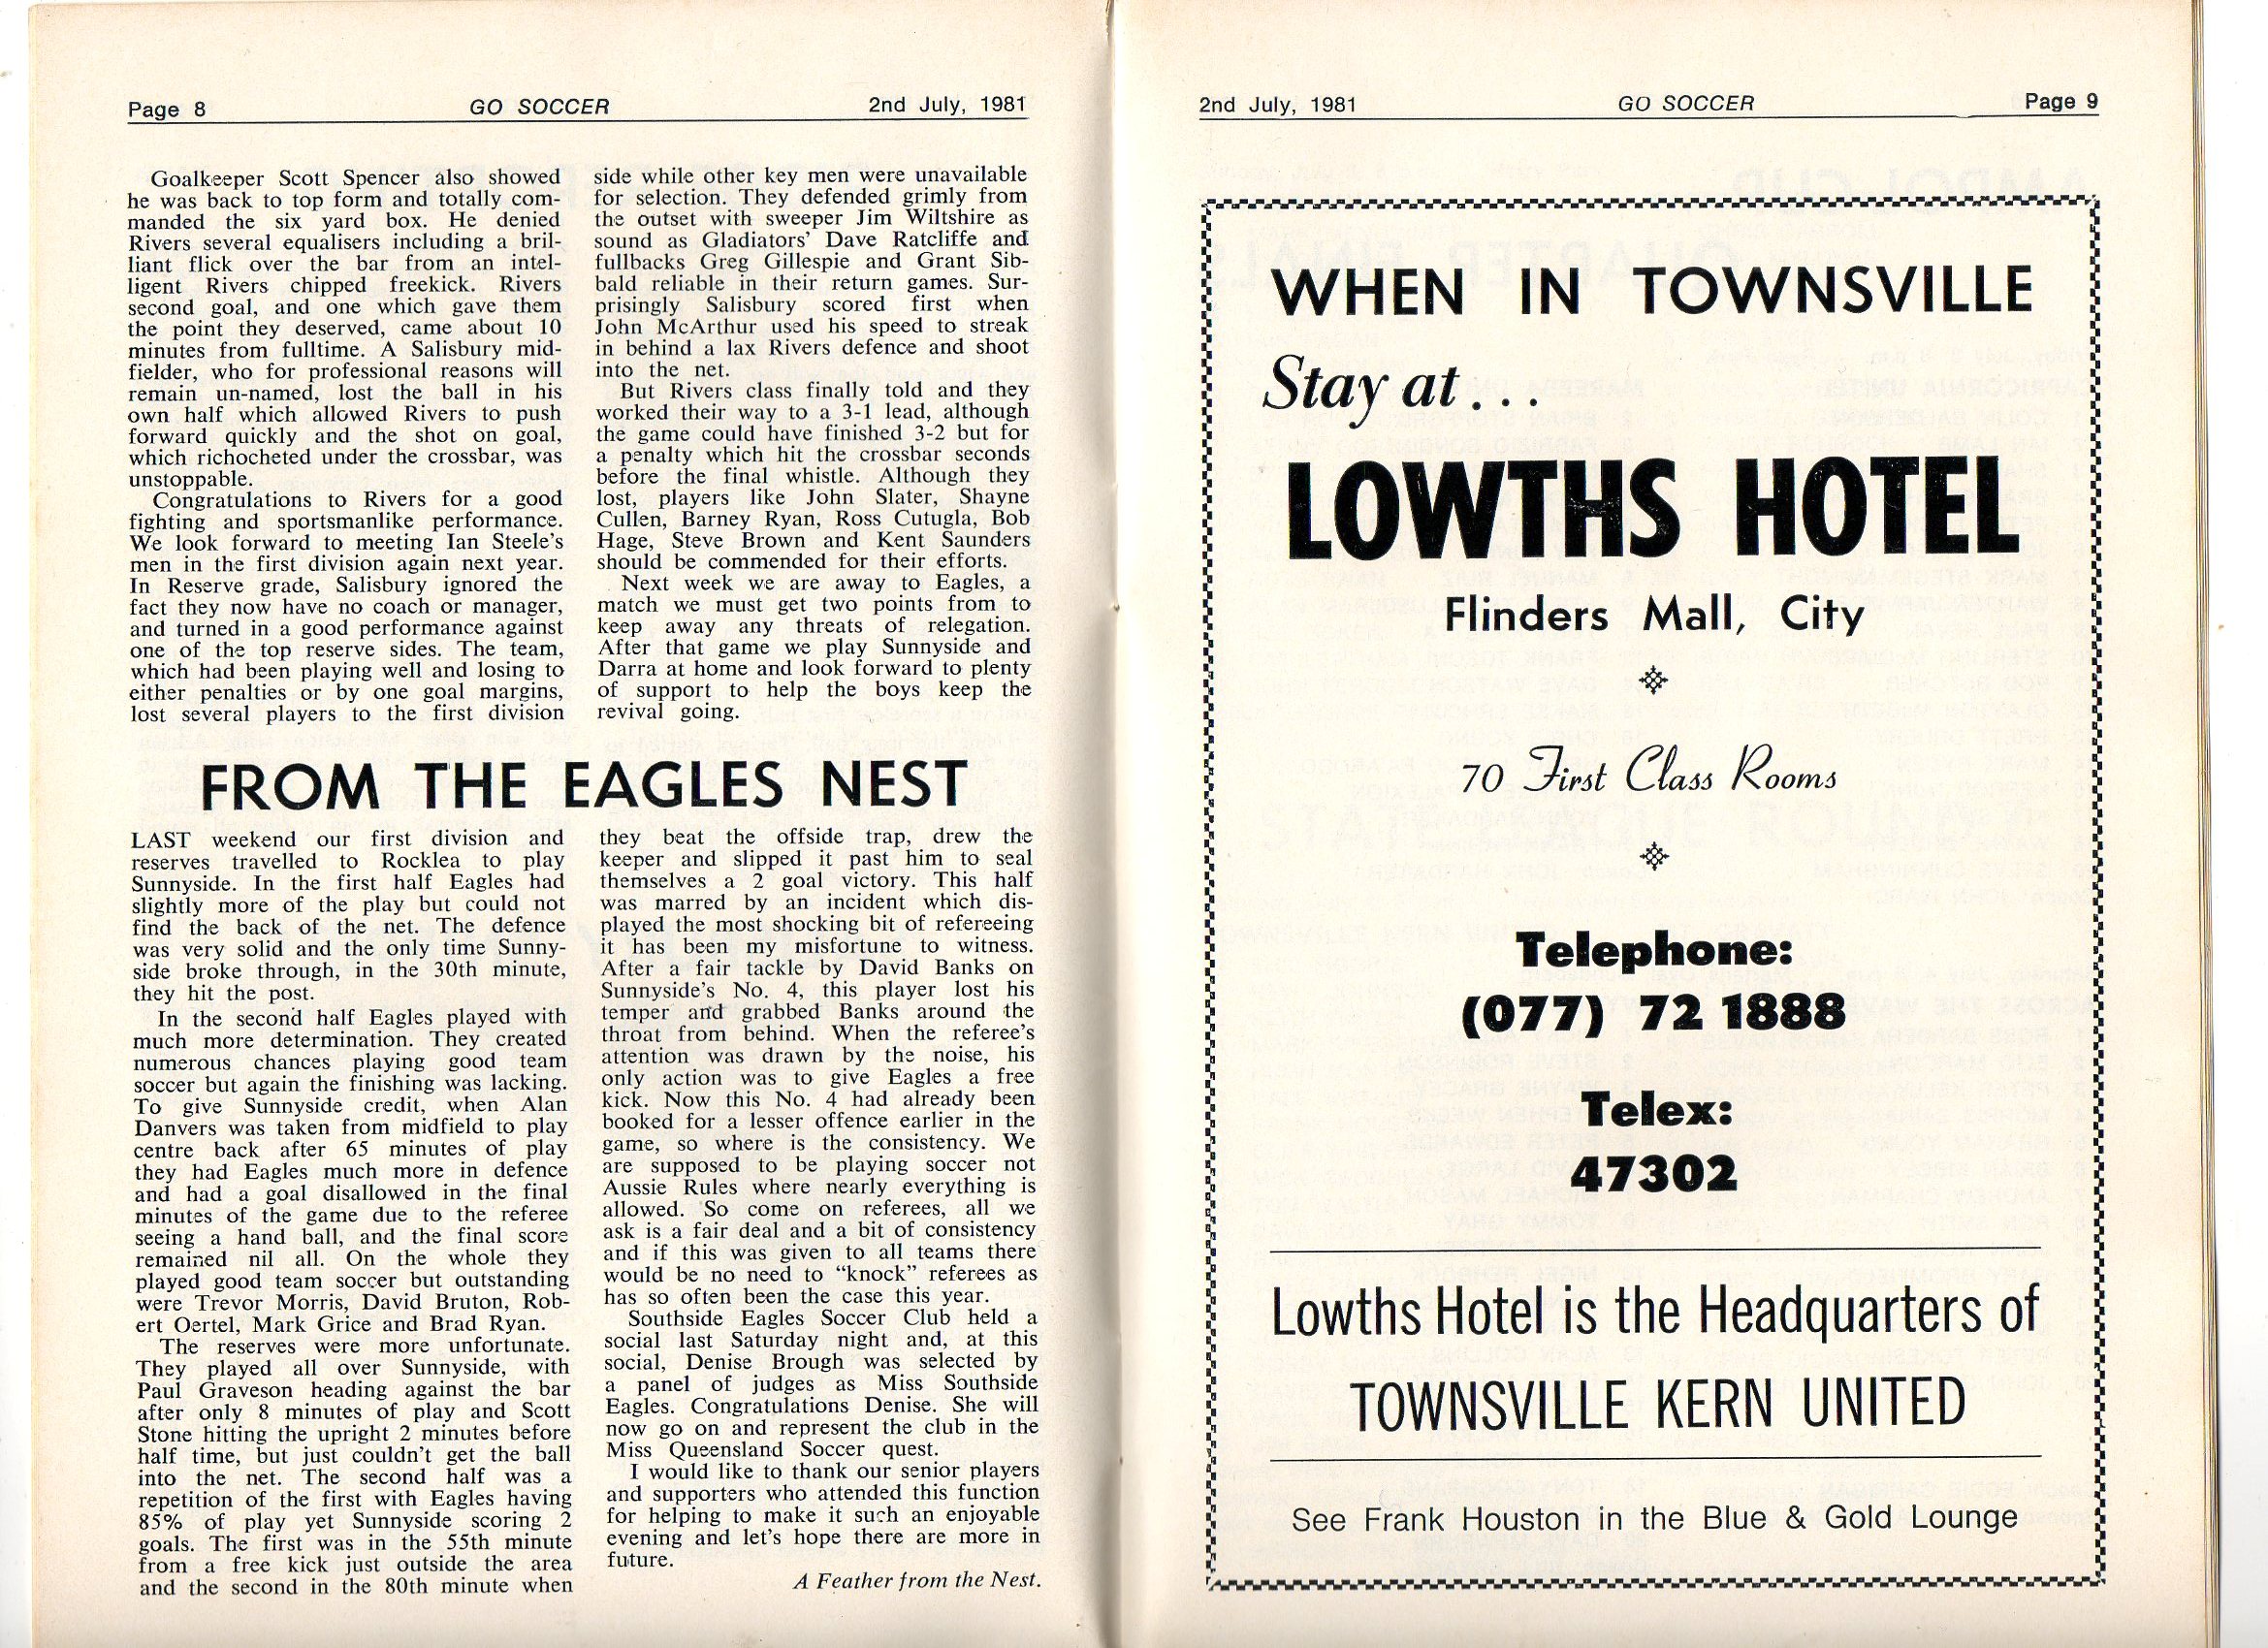 Page 8 GO SOCCER 2nd July, 1981
Goalkeeper Scott Spencer also showed
he was back to top form and totally com-
manded the six yard box. He denied
Rivers several equalisers including a bril-
liant flick over the bar from an intel-
ligent Rivers chipped freekick. Rivers
second goal, and one which gave them
the point they deserved, came about 10
minutes from fulltime. A Salisbury mid-
fielder, who for professional reasons will
remain un-named, lost the ball in his
own half which allowed Rivers to push
forward quickly and the shot on goal,
which richocheted under the crossbar, was
unstoppable.
Congratulations to Rivers for a good
fighting and sportsmanlike performance.
We look forward to meeting Ian Steele's
men in the first division again next year.
In Reserve grade, Salisbury ignored the
fact they now have no coach or manager,
and turned in a good performance against
one of the top reserve sides. The team,
which had been playing well and losing to
either penalties or by one goal margins,
lost several players to the first division
side while other key men were unavailable
for selection. They defended grimly from
the outset with sweeper Jim Wiltshire as
sound as Gladiators' Dave Ratcliffe and
fullbacks Greg Gillespie and Grant Sib-
bald reliable in their return games. Sur-
prisingly Salisbury scored first when
John McArthur used his speed to streak
in behind a lax Rivers defence and shoot
into the net.
But Rivers class finally told and they
worked their way to a 3-1 lead, although
the game could have finished 3-2 but for
a penalty which hit the crossbar seconds
before the final whistle. Although they
lost, players like John Slater, Shayne
Cullen, Barney Ryan, Ross Cutugla, Bob
Hage, Steve Brown and Kent Saunders
should be commended for their efforts.
Next week we are away to Eagles, a
match we must get two points from to
keep away any threats of relegation.
After that game we play Sunnyside and
Darra at home and look forward to plenty
of support to help the boys keep the
revival going.
FROM THE EAGLES NEST
LAST weekend our first division and
reserves travelled to Rocklea to play
Sunnyside. In the first half Eagles had
slightly more of the play but could not
find the back of the net. The defence
was very solid and the only time Sunny-
side broke through, in the 30th minute,
they hit the post.
In the second half Eagles played with
much more determination. They created
numerous chances playing good team
soccer but again the finishing was lacking.
To give Sunnyside credit, when Alan
Danvers was taken from midfield to play
centre back after 65 minutes of play
they had Eagles much more in defence
and had a goal disallowed in the final
minutes of the game due to the referee
seeing a hand ball, and the final score
remained nil all. On the whole they
played good team soccer but outstanding
were Trevor Morris, David Bruton, Rob-
ert Oertel, Mark Grice and Brad Ryan.
The reserves were more unfortunate.
They played all over Sunnyside, with
Paul Graveson heading against the bar
after only 8 minutes of play and Scott
Stone hitting the upright 2 minutes before
half time, but just couldn't get the ball
into the net. The second half was a
repetition of the first with Eagles having
85% of play yet Sunnyside scoring 2
goals. The first was in the 55th minute
from a free kick just outside the area
and the second in the 80th minute when
they beat the offside trap, drew the
keeper and slipped it past him to seal
themselves a 2 goal victory. This half
was marred by an incident which dis-
played the most shocking bit of refereeing
it has been my misfortune to witness.
After a fair tackle by David Banks on
Sunnyside's No. 4, this player lost his
temper and grabbed Banks around the
throat from behind. When the referee's
attention was drawn by the noise, his
only action was to give Eagles a free
kick. Now this No. 4 had already been
booked for a lesser offence earlier in the
game, so where is the consistency. We
are supposed to be playing soccer not
Aussie Rules where nearly everything is
allowed. So come on referees, all we
ask is a fair deal and a bit of consistency
and if this was given to all teams there
would be no need to “knock” referees as
has so often been the case this year.
Southside Eagles Soccer Club held a
social last Saturday night and, at this
social, Denise Brough was selected by
a panel of judges as Miss Southside
Eagles. Congratulations Denise. She will
now go on and represent the club in the
Miss Queensland Soccer quest.
I would like to thank our senior players
and supporters who attended this function
for helping to make it such an enjoyable
evening and let's hope there are more in
future.
A Feather from the Nest.
2nd July, 1981 GO SOCCER Page 9
WHEN IN TOWNSVILLE
Stay at...
LOWTHS HOTEL
Flinders Mall, City
70 First Class Rooms
Telephone:
(077) 72 1888
Telex:
47302
Lowths Hotel is the Headquarters of
TOWNSVILLE KERN UNITED
See Frank Houston in the Blue & Gold Lounge